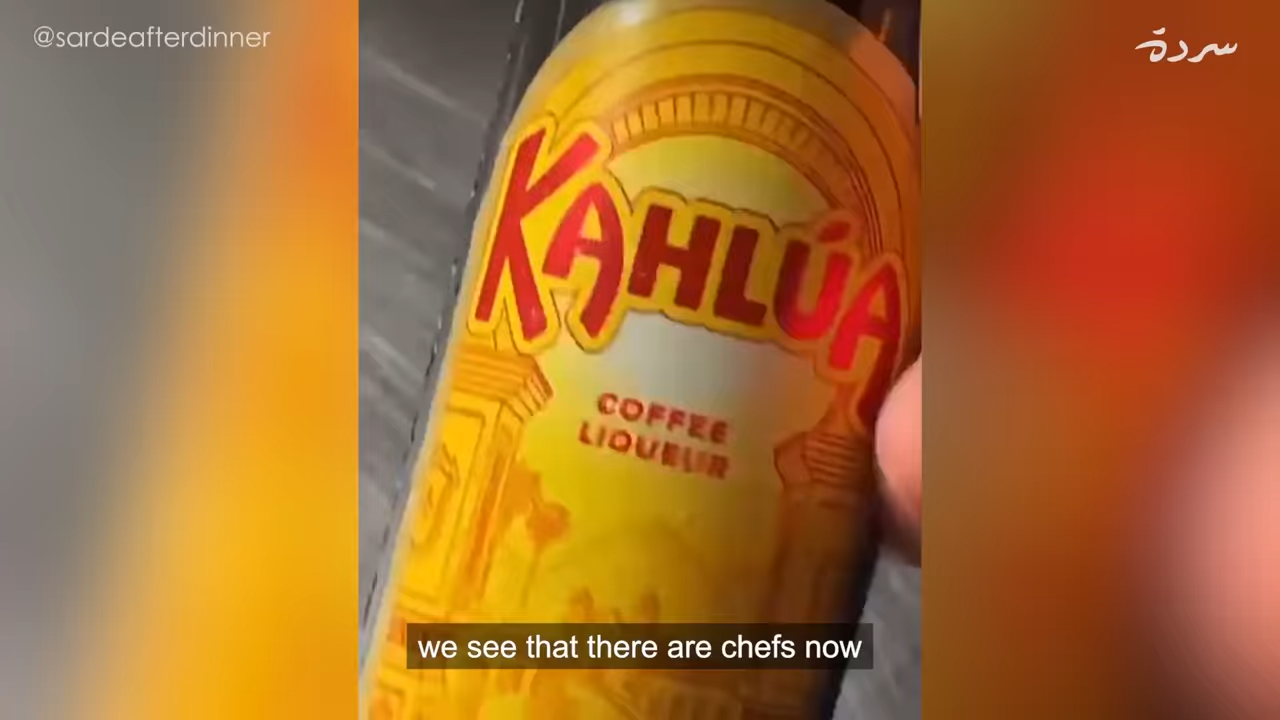 @sardeafterdinner
سردة
KAHLÚA
COFFEE
LIQUEUR
we see that there are chefs now